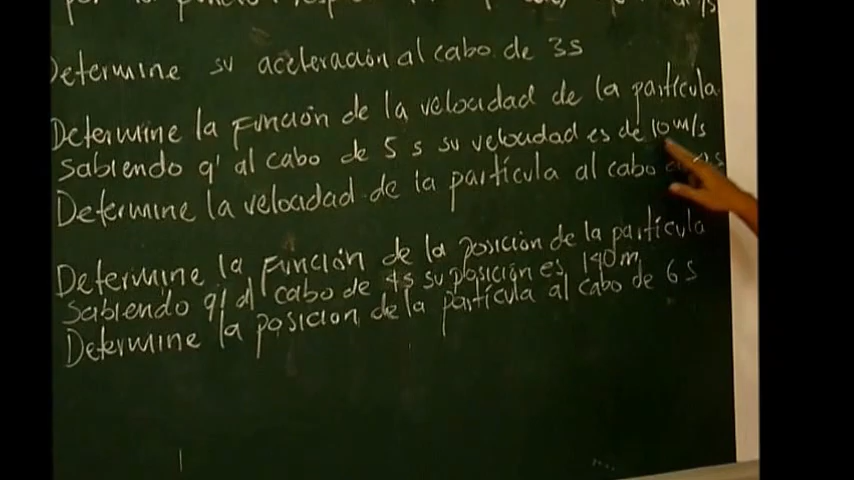 Determine su aceleración al cabo de 3s
Determine la Función de la velocidad de la partícula
sabiendo q' al cabo de 5 s su velocidad es de 10 m/s
Determine la velocidad de la partícula al cabo
Determine la Función de la posición de la partícula
sabiendo q' al cabo de 4s su posición es 140m
Determine la posición de la partícula al cabo de 6 s